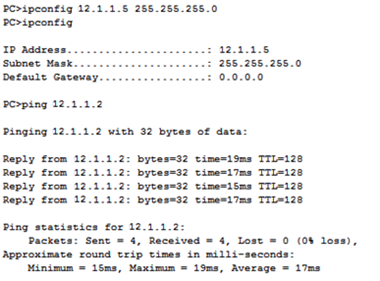 PC>ipconfig 12.1.1.5 255.255.255.0
PC>ipconfig
IP Address......................: 12.1.1.5
Subnet Mask.....................: 255.255.255.0
Default Gateway.................: 0.0.0.0
PC>ping 12.1.1.2
Pinging 12.1.1.2 with 32 bytes of data:
Reply from 12.1.1.2: bytes=32 time=19ms TTL=128
Reply from 12.1.1.2: bytes=32 time=17ms TTL=128
Reply from 12.1.1.2: bytes=32 time=15ms TTL=128
Reply from 12.1.1.2: bytes=32 time=17ms TTL=128
Ping statistics for 12.1.1.2:
Packets: Sent = 4, Received = 4, Lost = 0 (0% loss),
Approximate round trip times in milli-seconds:
Minimum = 15ms, Maximum = 19ms, Average = 17ms